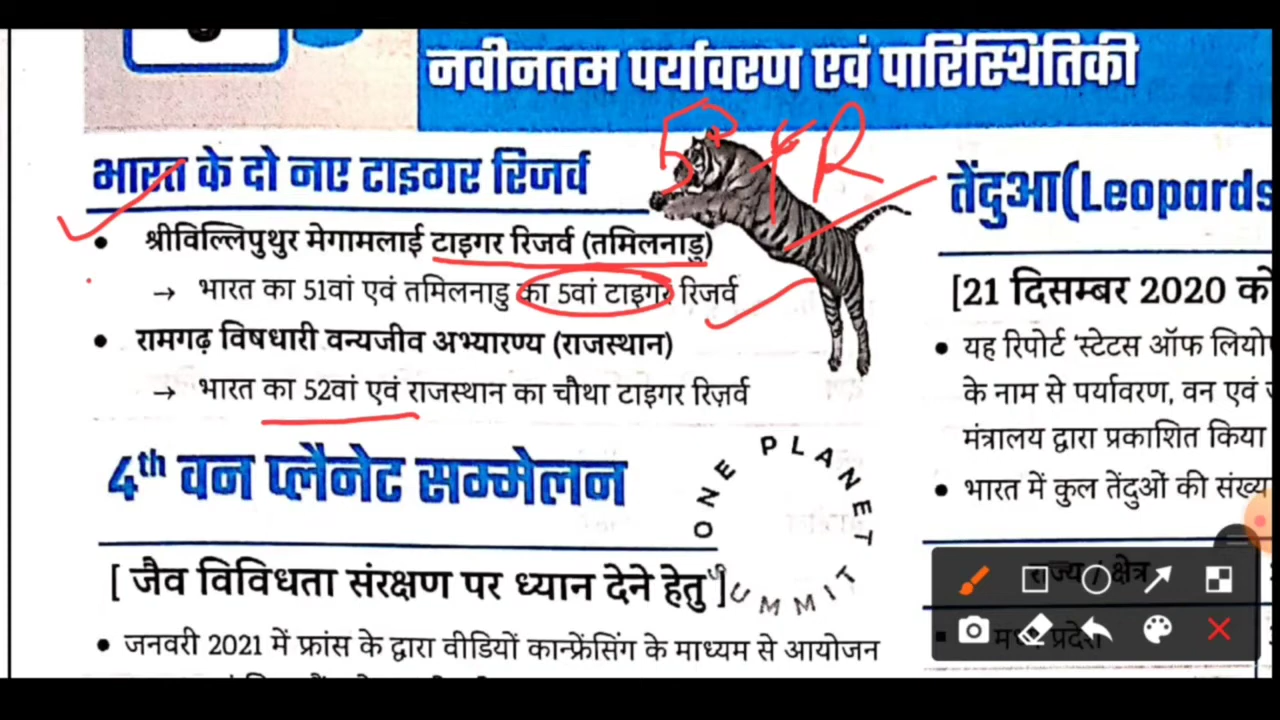 नवीनतम पर्यावरण एवं पारिस्थितिकी
भारत के दो नए टाइगर रिजर्व
• श्रीविल्लिपुथुर मेगामलाई टाइगर रिजर्व (तमिलनाडु)
→ भारत का 51वां एवं तमिलनाडु का 5वां टाइगर रिजर्व
• रामगढ़ विषधारी वन्यजीव अभ्यारण्य (राजस्थान)
→ भारत का 52वां एवं राजस्थान का चौथा टाइगर रिज़र्व
4th वन प्लैनेट सम्मेलन
ONE PLANET SUMMIT
[ जैव विविधता संरक्षण पर ध्यान देने हेतु ]
• जनवरी 2021 में फ्रांस के द्वारा वीडियों कान्फ्रेंसिंग के माध्यम से आयोजन
तेंदुआ(Leopards
[21 दिसम्बर 2020 को
• यह रिपोर्ट 'स्टेटस ऑफ
के नाम से पर्यावरण, वन एवं
मंत्रालय द्वारा प्रकाशित किया
• भारत में कुल तेंदुओं की
राज्य / क्षेत्र
मध्य प्रदेश